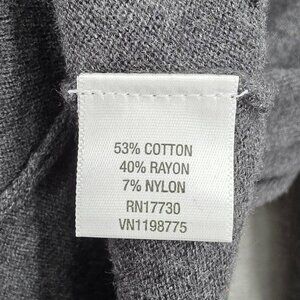 53% COTTON
40% RAYON
7% NYLON
RN17730
VN1198775